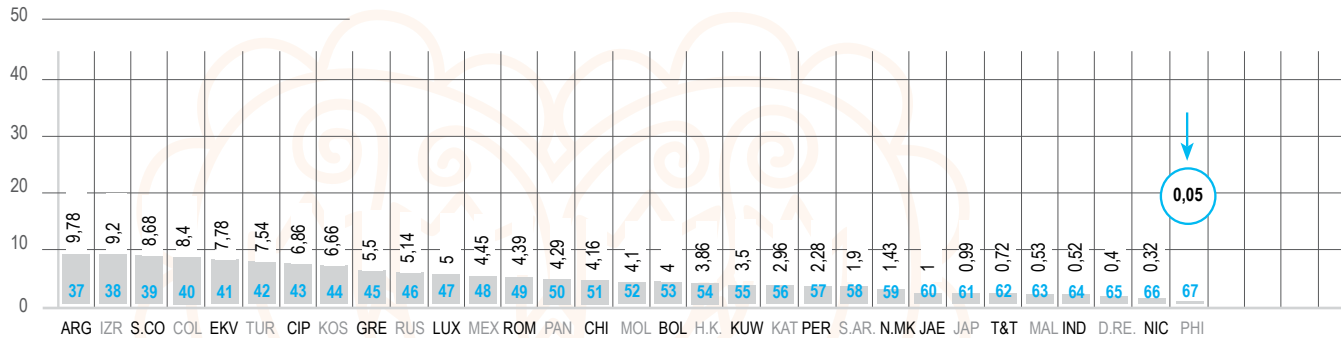 50
40
30
20
10
0
9,78 9,2 8,68 8,4 7,78 7,54 6,86 6,66 5,5 5,14 5 4,45 4,39 4,29 4,16 4,1 4 3,86 3,5 2,96 2,28 1,9 1,43 1 0,99 0,72 0,53 0,52 0,4 0,32 0,05
37 38 39 40 41 42 43 44 45 46 47 48 49 50 51 52 53 54 55 56 57 58 59 60 61 62 63 64 65 66 67
ARG IZR S.CO COL EKV TUR CIP KOS GRE RUS LUX MEX ROM PAN CHI MOL BOL H.K. KUW KAT PER S.AR. N.MK JAE JAP T&T MAL IND D.RE. NIC PHI